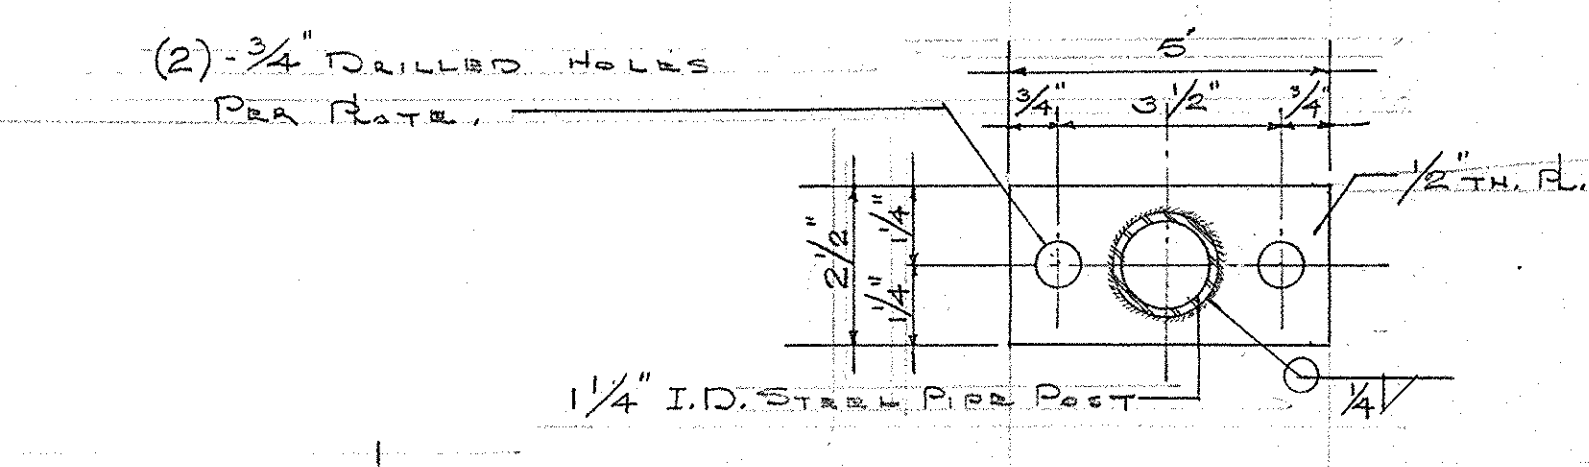 (2) - 3/4" DRILLED HOLES
PER PLATE.
5'
3/4" 3 1/2" 3/4"
1/2" TH. PL.
2 1/2"
1 1/4"
1 1/4"
1 1/4" I.D. STEEL PIPE POST
1/4